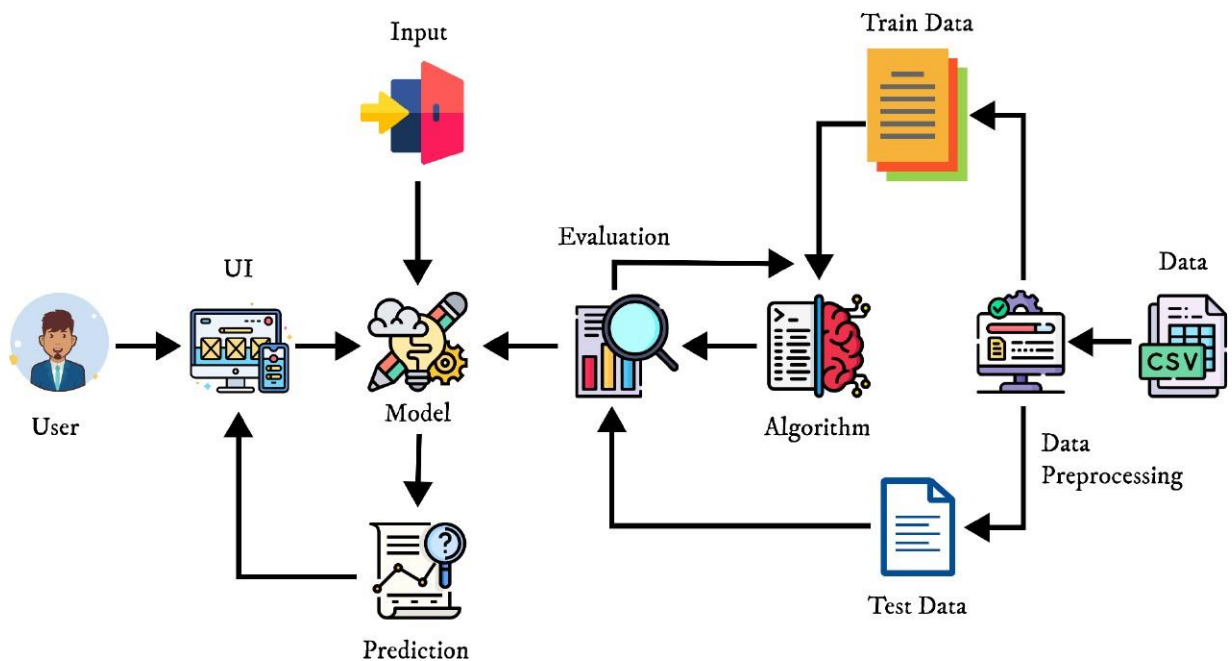 Input
Train Data
Evaluation
UI
Data
CSV
User
Model
Algorithm
Data
Preprocessing
Test Data
Prediction